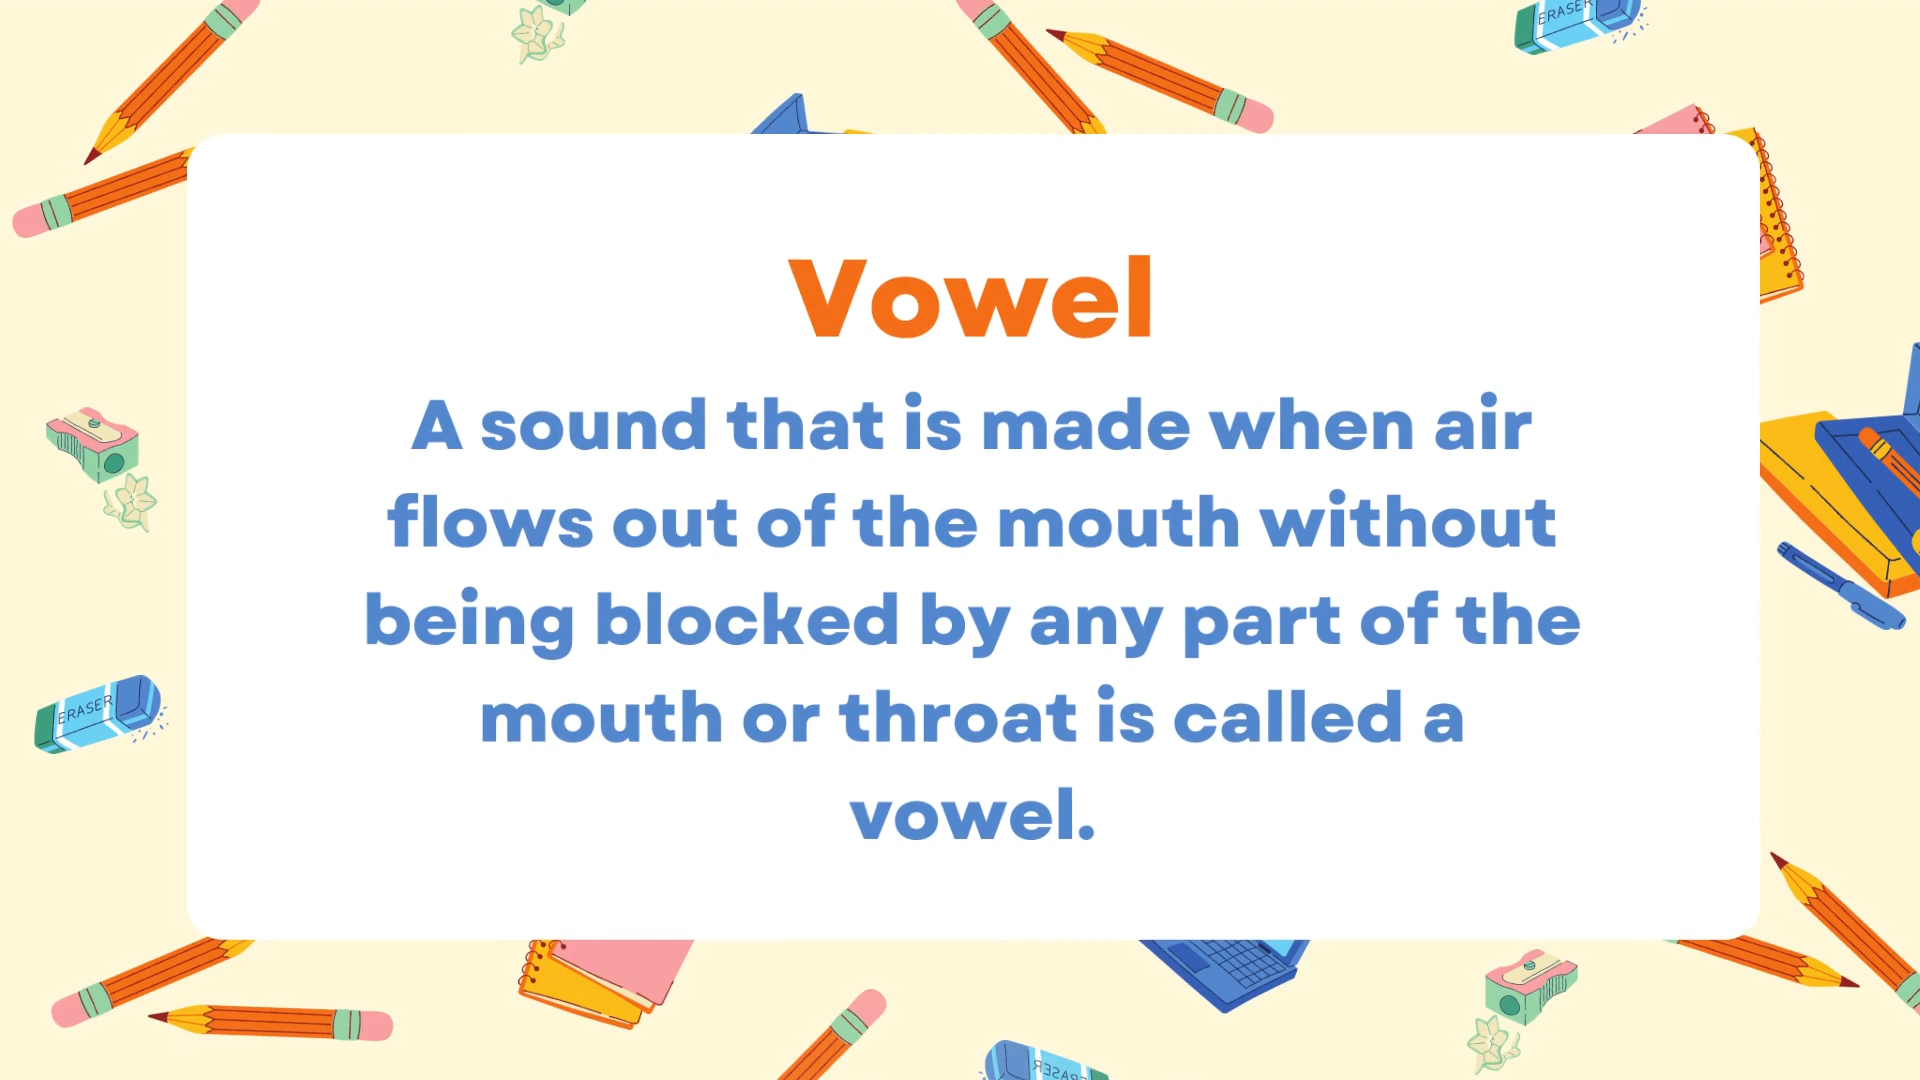 ERASER
Vowel
A sound that is made when air
flows out of the mouth without
being blocked by any part of the
mouth or throat is called a
vowel.
ERASER
ERASER